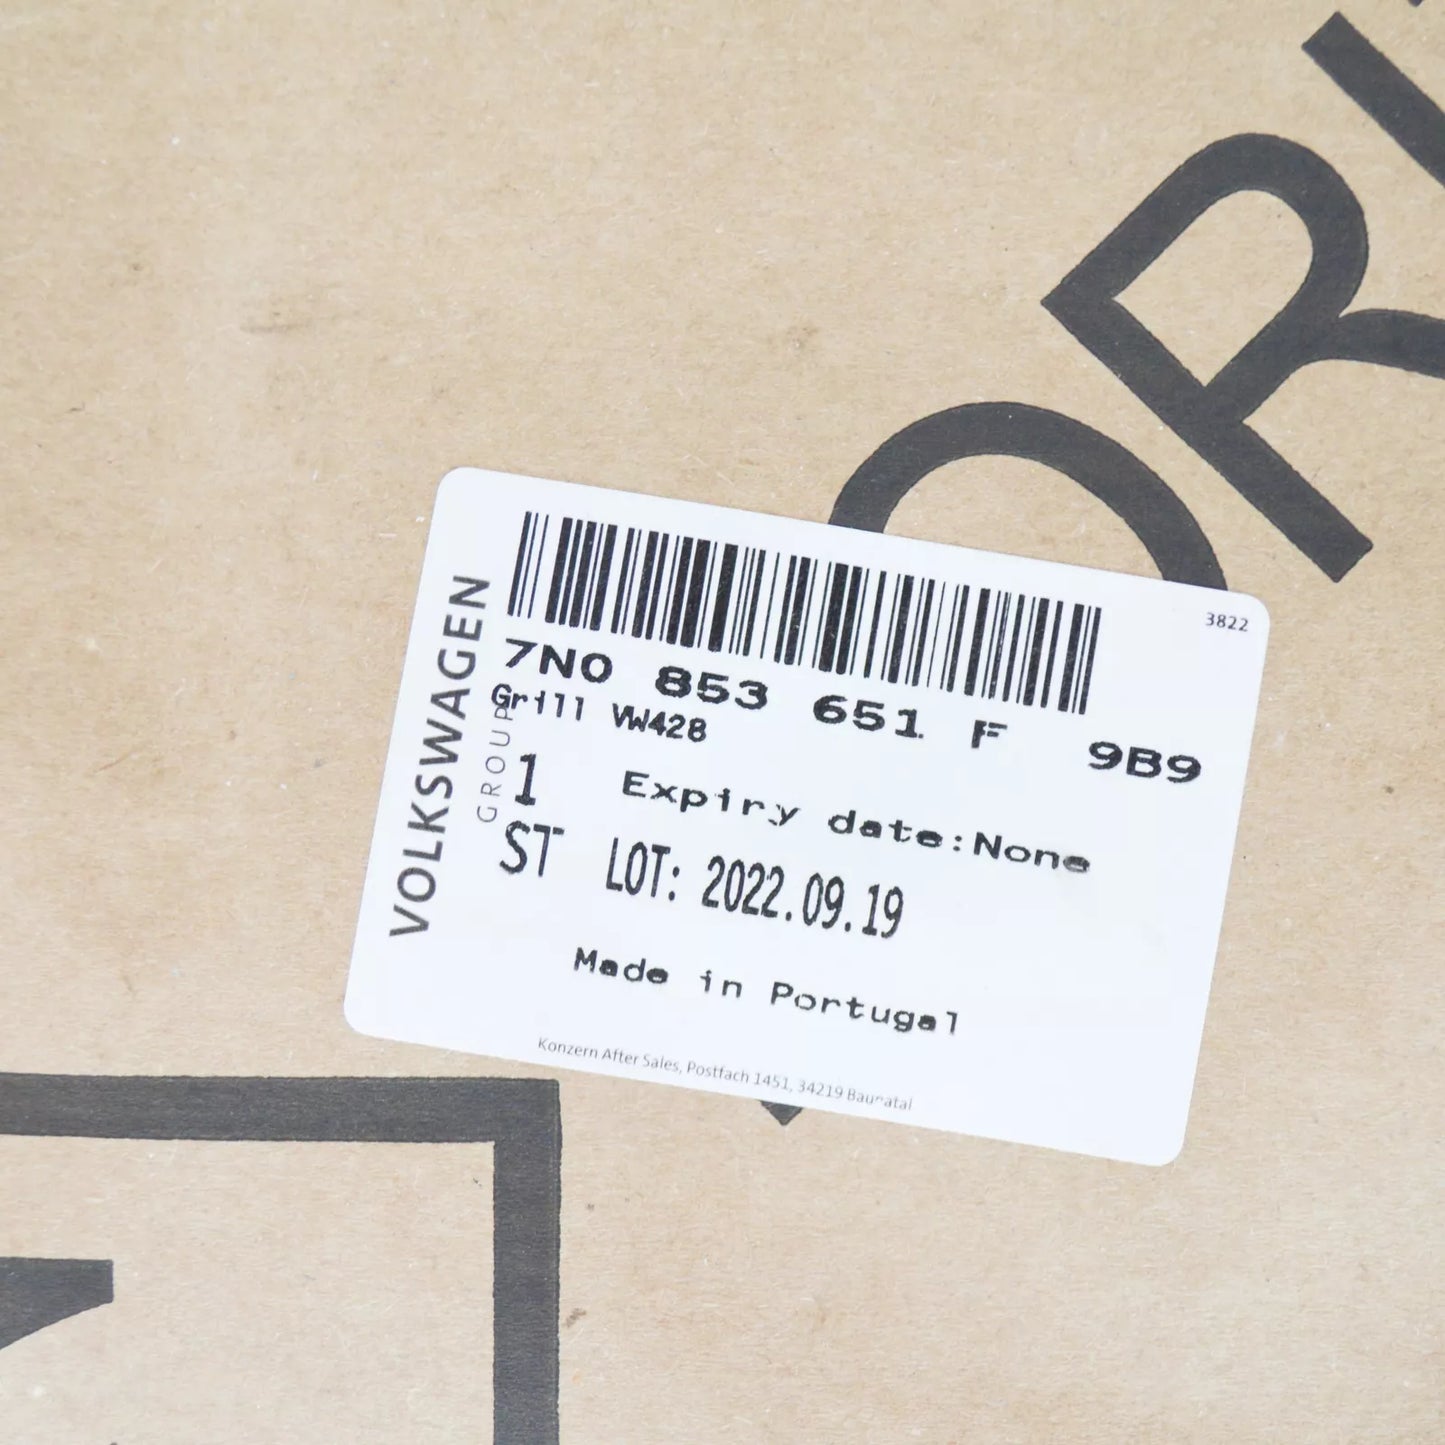 ORI
3822
VOLKSWAGEN
GROUP
7N0 853 651 F 9B9
Grill VW428
1 Expiry date:None
ST LOT: 2022.09.19
Made in Portugal
Konzern After Sales, Postfach 1451, 34219 Baunatal